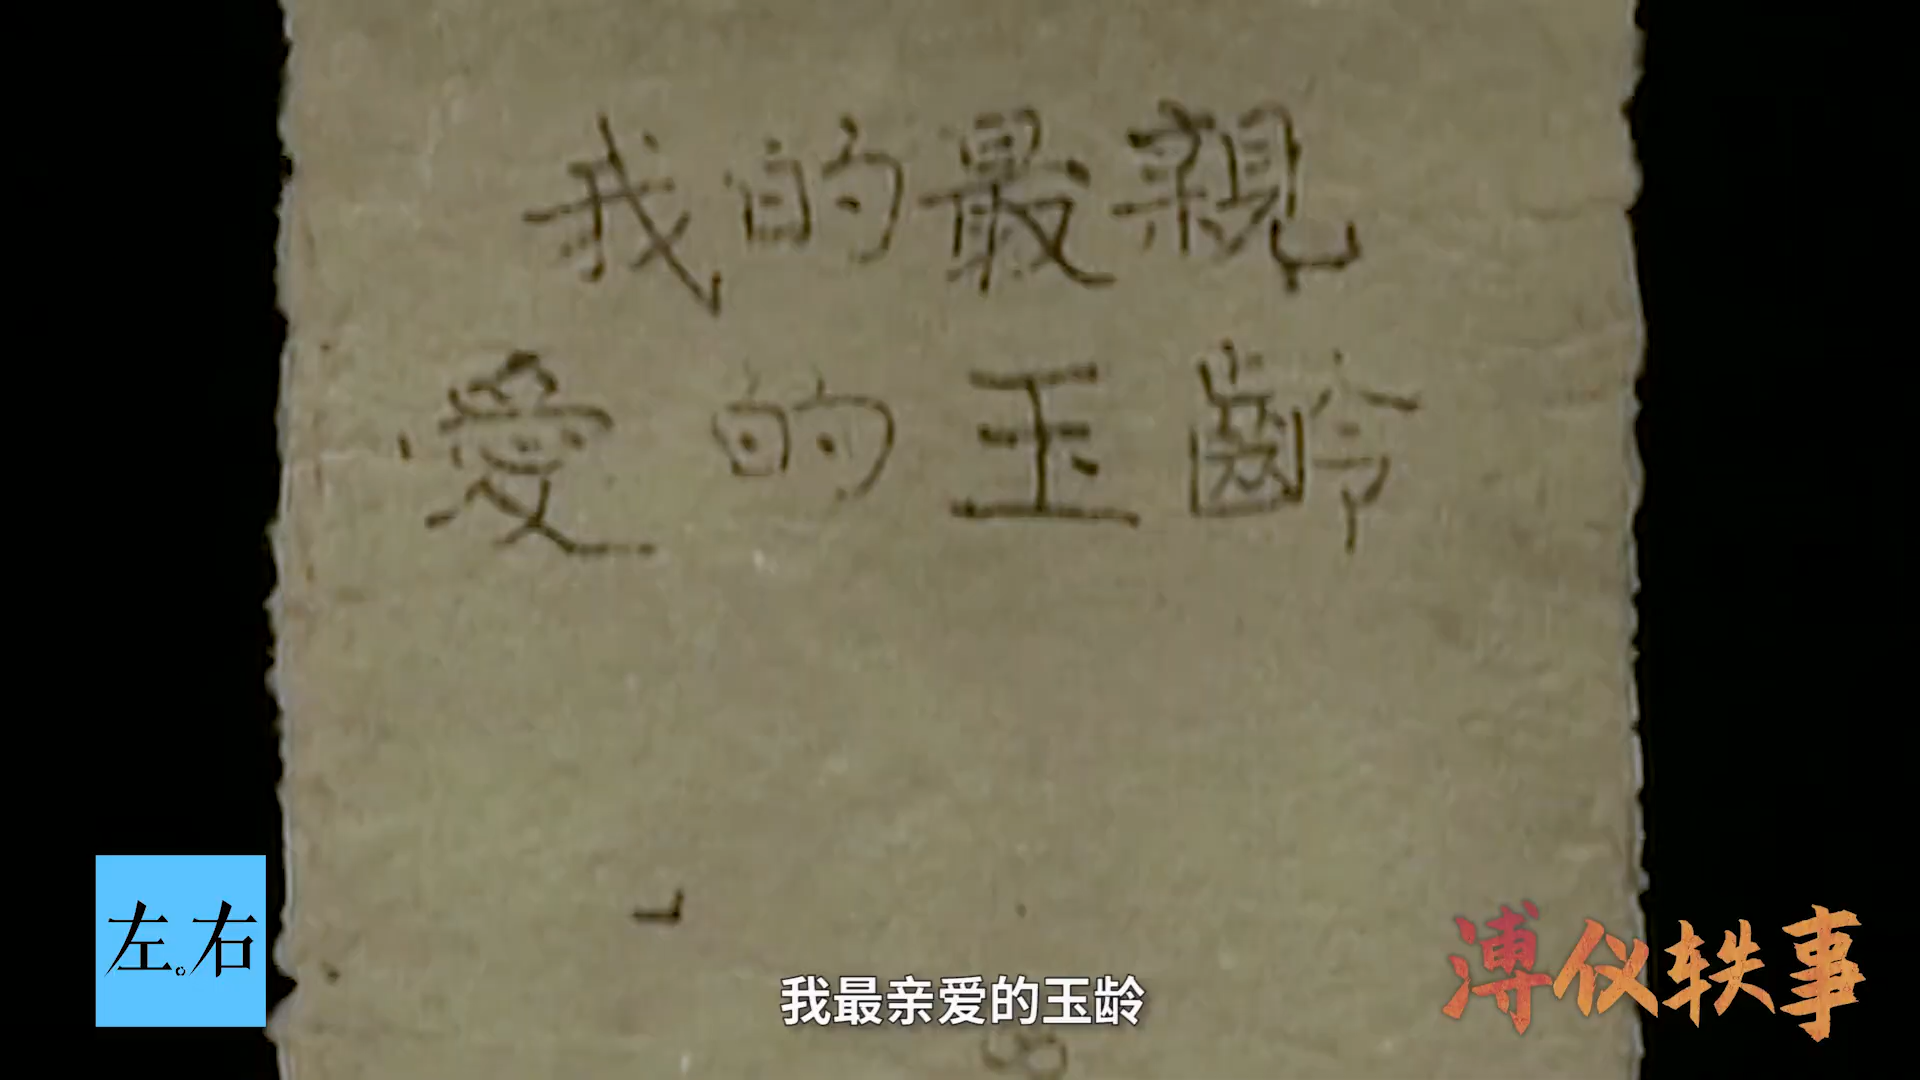 我的最親
愛的玉齡
左。右
我最亲爱的玉龄
溥仪轶事